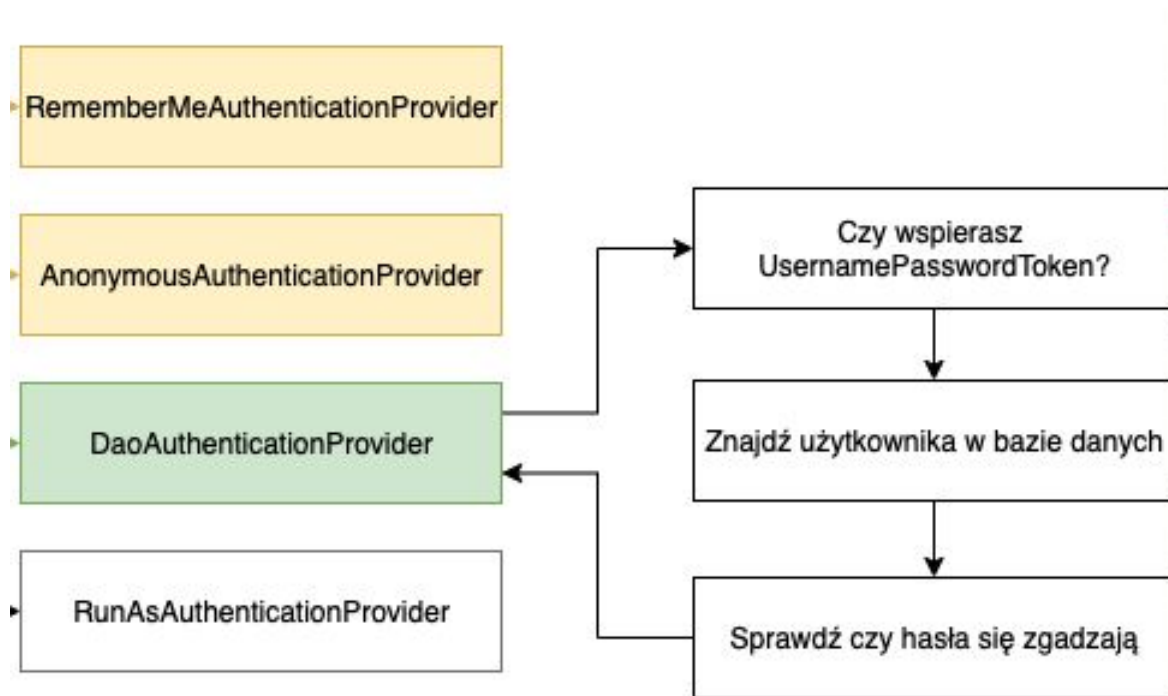 RememberMeAuthenticationProvider
AnonymousAuthenticationProvider
DaoAuthenticationProvider
RunAsAuthenticationProvider
Czy wspierasz
UsernamePasswordToken?
Znajdź użytkownika w bazie danych
Sprawdź czy hasła się zgadzają